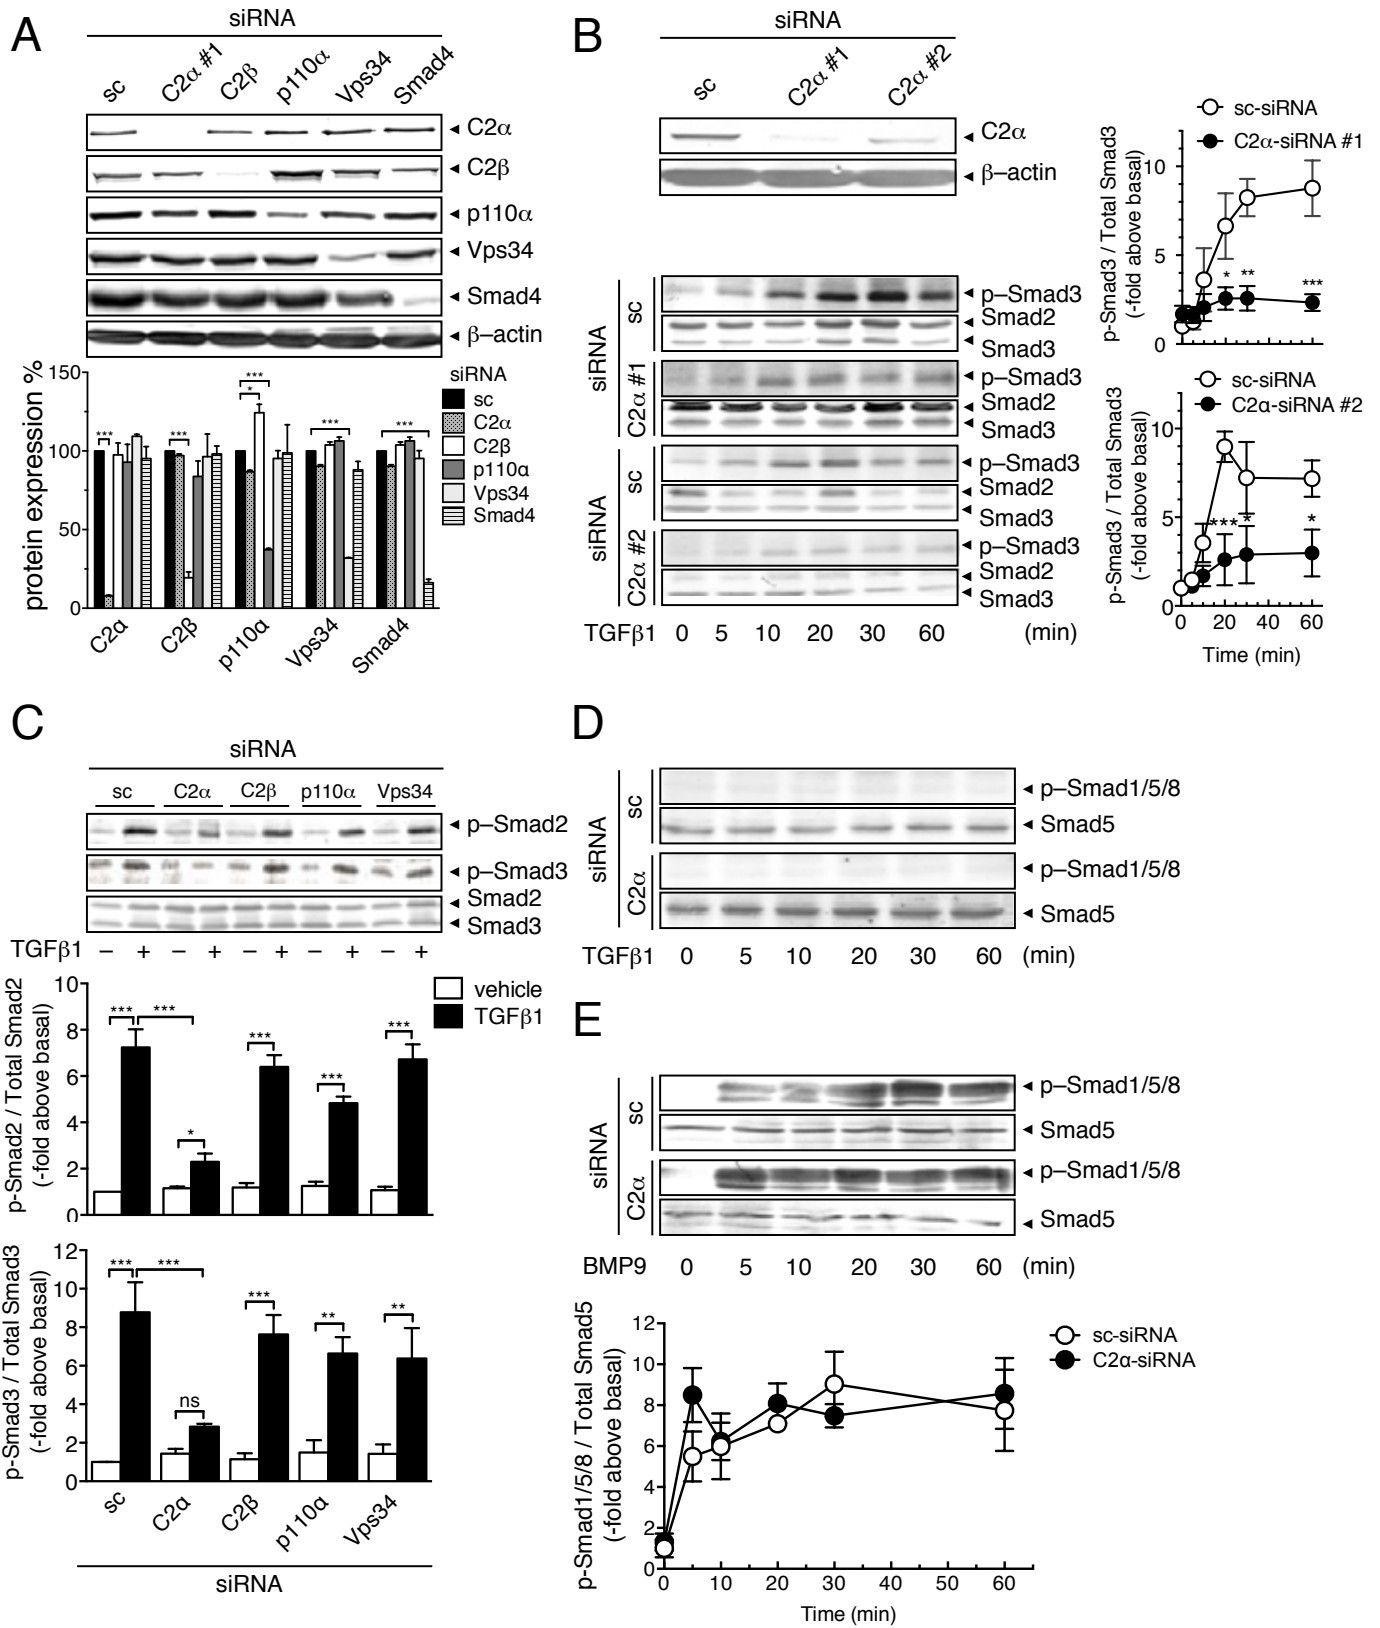 A
siRNA
sc
C2α #1
C2β
p110α
Vps34
Smad4
C2α
C2β
p110α
Vps34
Smad4
β–actin
protein expression %
150
100
50
0
***
***
***
*
***
***
siRNA
sc
C2α
C2β
p110α
Vps34
Smad4
C2α
C2β
p110α
Vps34
Smad4
B
siRNA
sc
C2α #1
C2α #2
C2α
β–actin
siRNA
sc
p–Smad3
Smad2
Smad3
C2α #1
p–Smad3
Smad2
Smad3
siRNA
sc
p–Smad3
Smad2
Smad3
C2α #2
p–Smad3
Smad2
Smad3
TGFβ1 0 5 10 20 30 60 (min)
sc-siRNA
C2α-siRNA #1
p-Smad3 / Total Smad3
(-fold above basal)
10
5
0
* ** ***
sc-siRNA
C2α-siRNA #2
p-Smad3 / Total Smad3
(-fold above basal)
10
5
0
*** * *
0 20 40 60
Time (min)
C
siRNA
sc C2α C2β p110α Vps34
p–Smad2
p–Smad3
Smad2
Smad3
TGFβ1 – + – + – + – + – +
vehicle
TGFβ1
p-Smad2 / Total Smad2
(-fold above basal)
10
8
6
4
2
0
*** ***
*
***
***
***
p-Smad3 / Total Smad3
(-fold above basal)
12
10
8
6
4
2
0
*** ***
ns
***
**
**
sc
C2α
C2β
p110α
Vps34
siRNA
D
siRNA
sc
p–Smad1/5/8
Smad5
C2α
p–Smad1/5/8
Smad5
TGFβ1 0 5 10 20 30 60 (min)
E
siRNA
sc
p–Smad1/5/8
Smad5
C2α
p–Smad1/5/8
Smad5
BMP9 0 5 10 20 30 60 (min)
p-Smad1/5/8 / Total Smad5
(-fold above basal)
12
10
8
6
4
2
0
0 10 20 30 40 50 60
Time (min)
sc-siRNA
C2α-siRNA